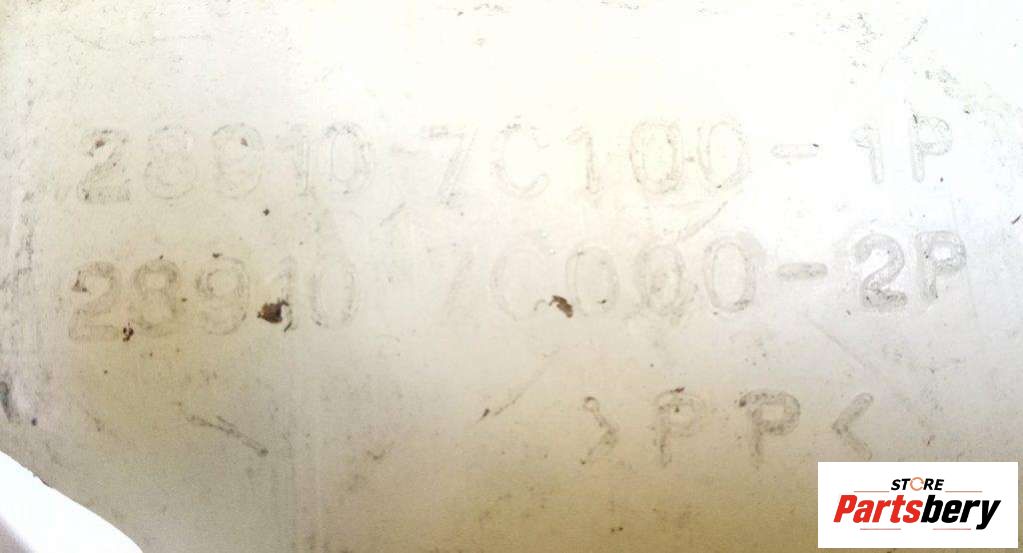 28910 7C100-1P
28910 7C000-2P
>PP<
STORE
Partsbery